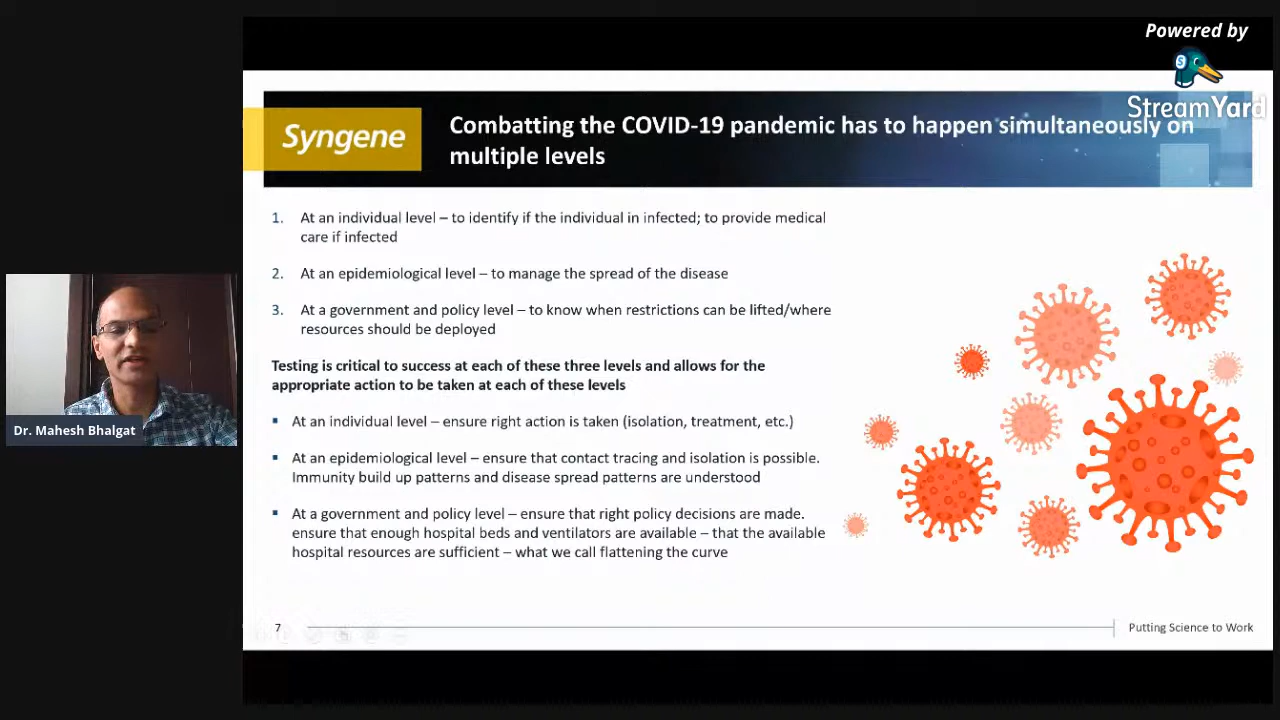 Powered by
StreamYard
Syngene
Combatting the COVID-19 pandemic has to happen simultaneously on
multiple levels
1. At an individual level – to identify if the individual in infected; to provide medical
care if infected
2. At an epidemiological level – to manage the spread of the disease
3. At a government and policy level – to know when restrictions can be lifted/where
resources should be deployed
Testing is critical to success at each of these three levels and allows for the
appropriate action to be taken at each of these levels
▪ At an individual level – ensure right action is taken (isolation, treatment, etc.)
▪ At an epidemiological level – ensure that contact tracing and isolation is possible.
Immunity build up patterns and disease spread patterns are understood
▪ At a government and policy level – ensure that right policy decisions are made.
ensure that enough hospital beds and ventilators are available – that the available
hospital resources are sufficient – what we call flattening the curve
Dr. Mahesh Bhalgat
7
Putting Science to Work